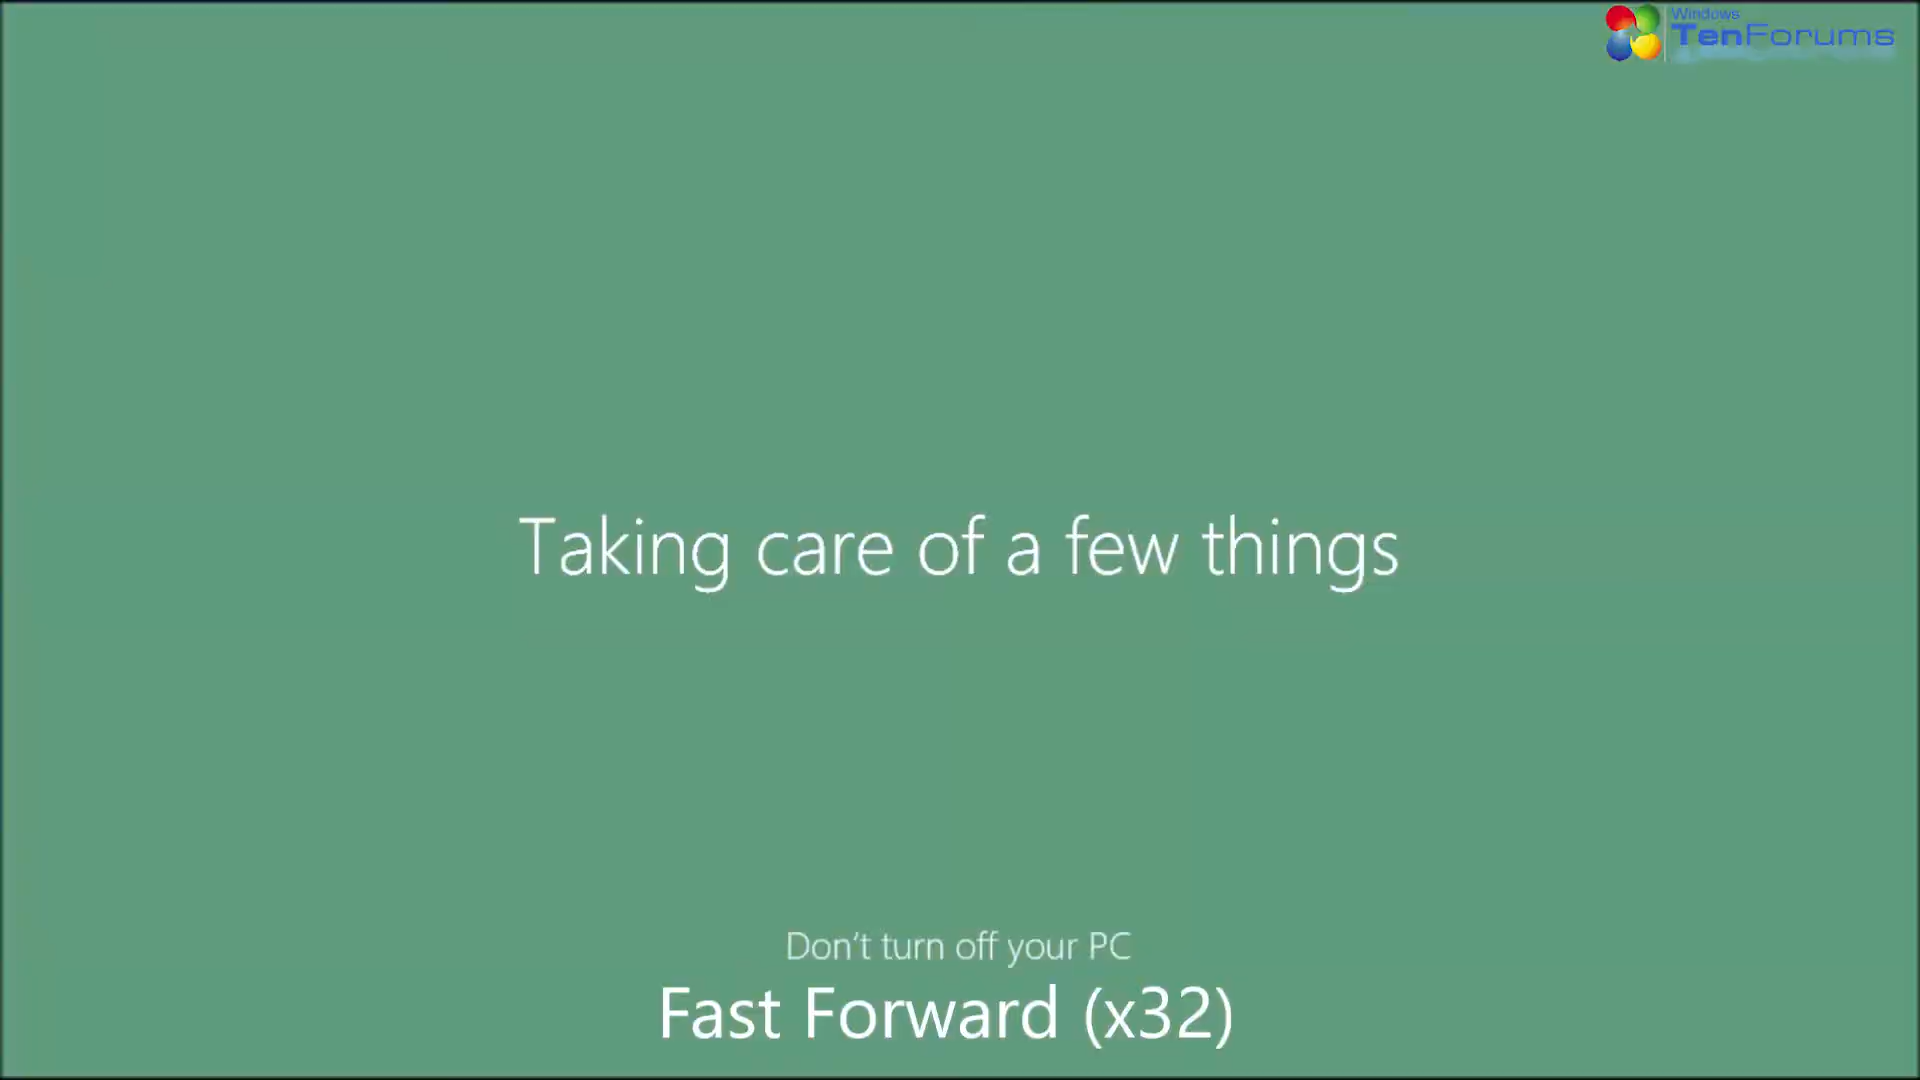 Windows
TenForums
Taking care of a few things
Don't turn off your PC
Fast Forward (x32)